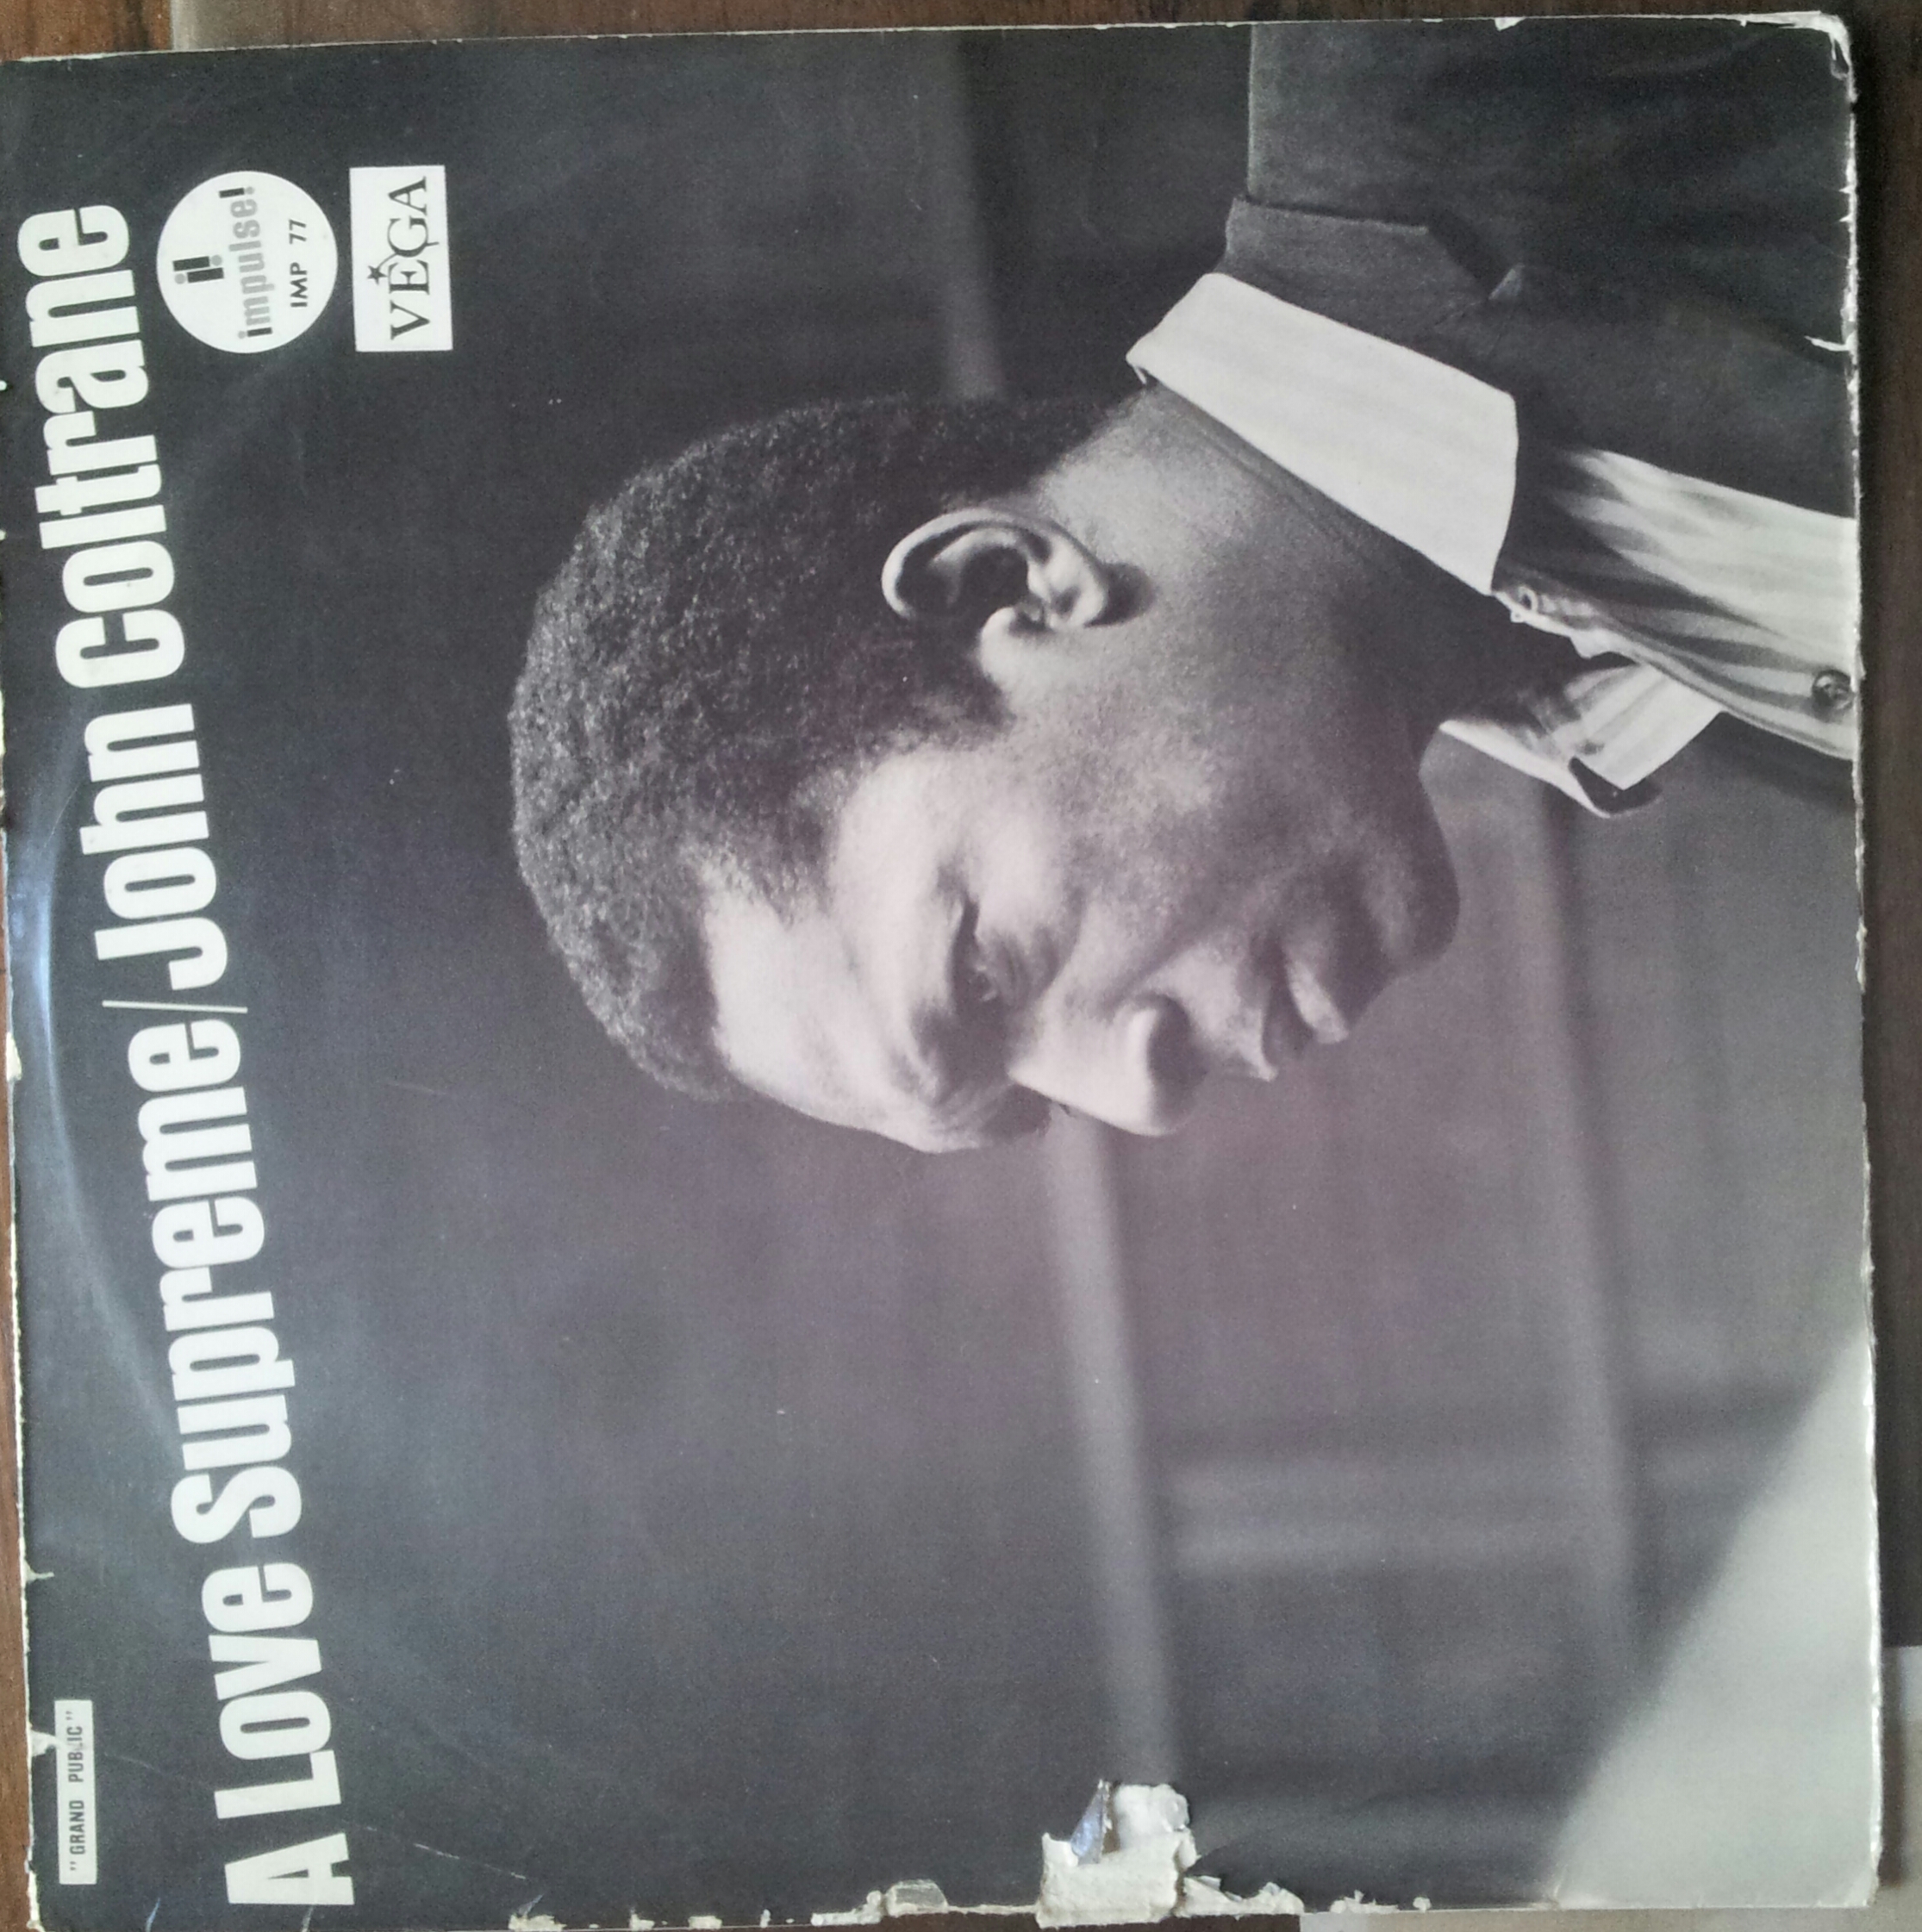 "GRAND PUBLIC"
A Love Supreme/John Coltrane
i!
impulse!
IMP 77
VEGA